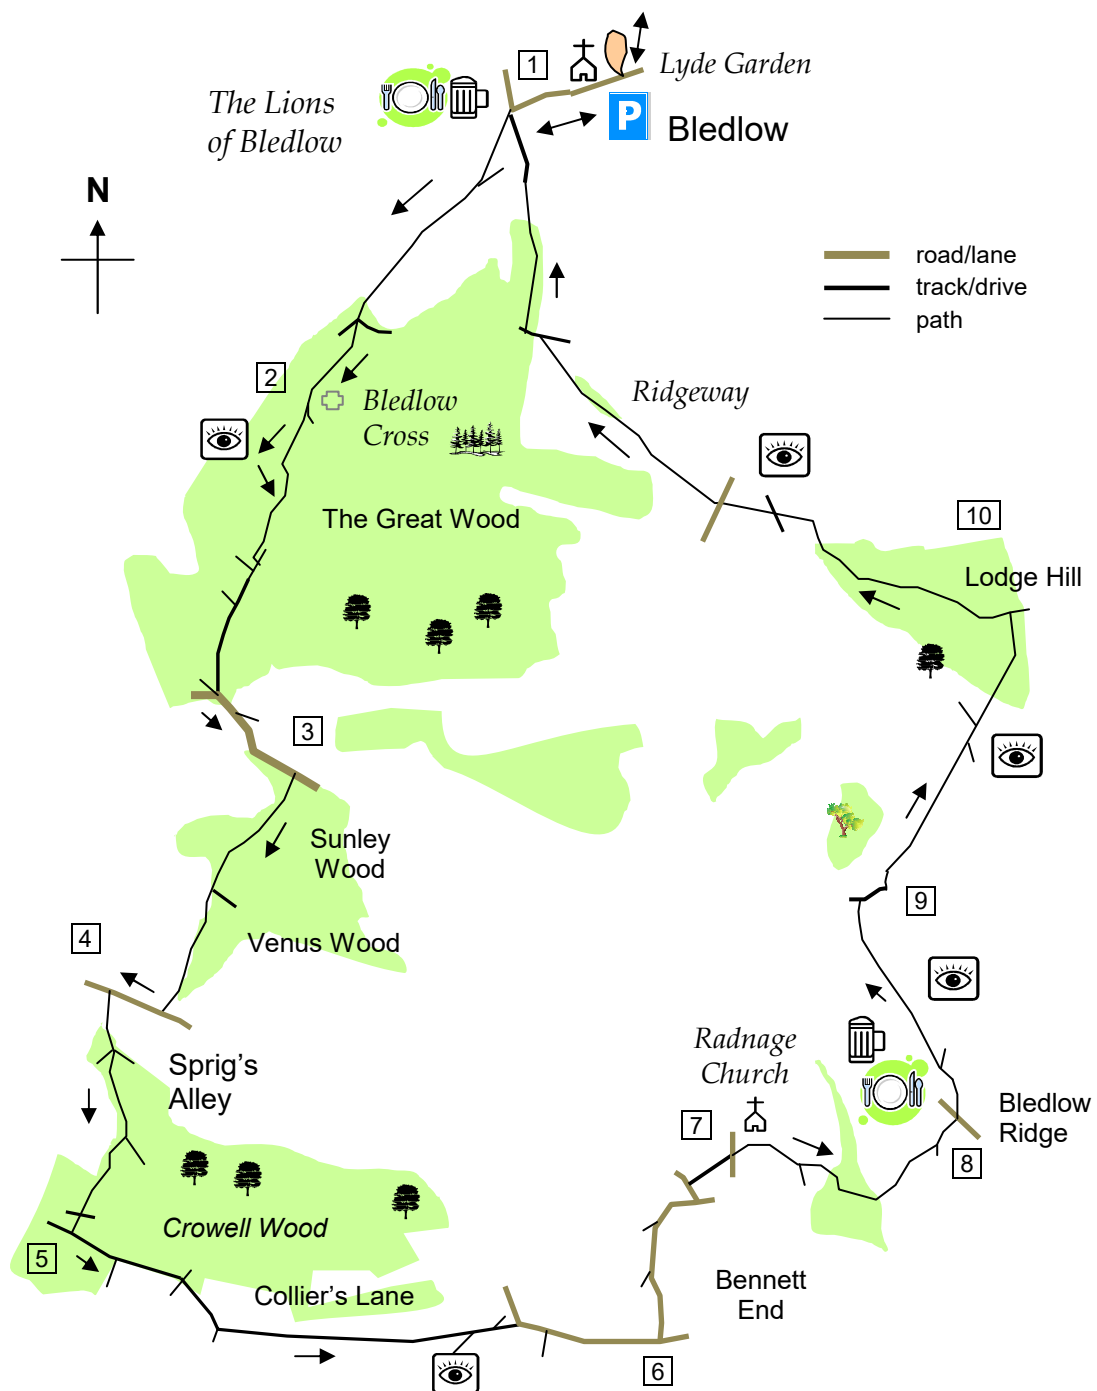 1
Lyde Garden
The Lions
of Bledlow
P
Bledlow
N
road/lane
track/drive
path
2
Bledlow
Cross
Ridgeway
The Great Wood
10
Lodge Hill
3
Sunley
Wood
9
4
Venus Wood
Sprig's
Alley
Radnage
Church
Bledlow
Ridge
7
8
Crowell Wood
5
Collier's Lane
Bennett
End
6